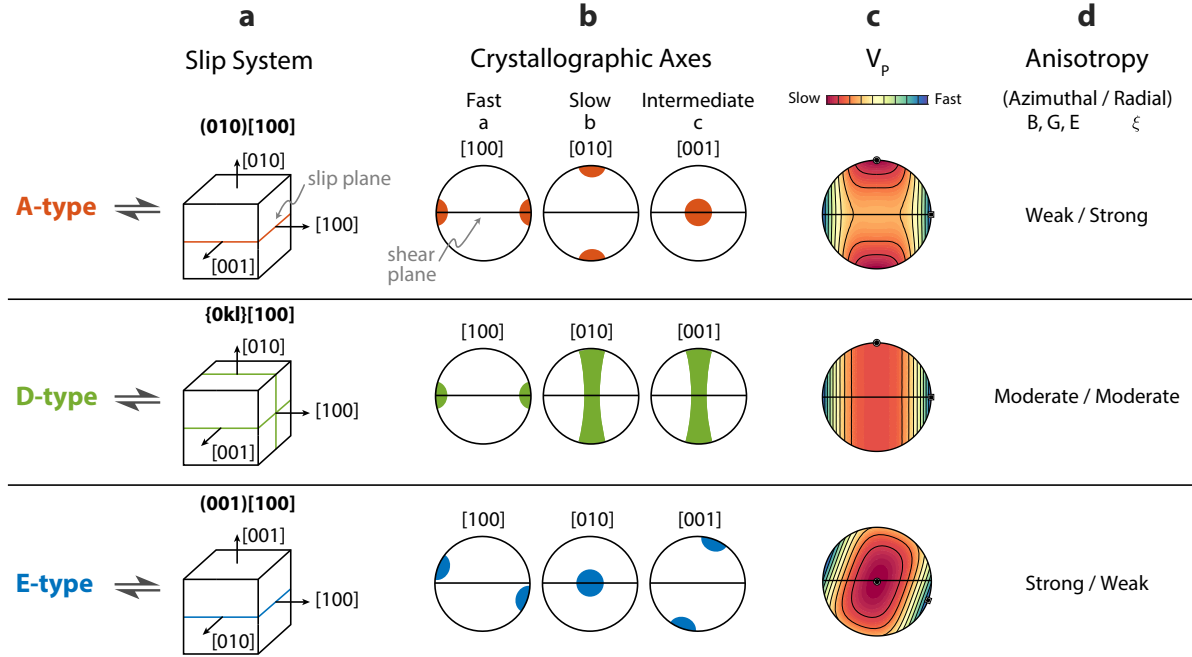 a b c d
Slip System Crystallographic Axes V_P Anisotropy
Fast Slow Intermediate Slow Fast (Azimuthal / Radial)
a b c B, G, E ξ
(010)[100] [100] [010] [001]
[010]
slip plane
A-type [100] Weak / Strong
[001] shear
plane
{0kl}[100] [100] [010] [001]
[010]
D-type [100] Moderate / Moderate
[001]
(001)[100] [100] [010] [001]
[001]
E-type [100] Strong / Weak
[010]